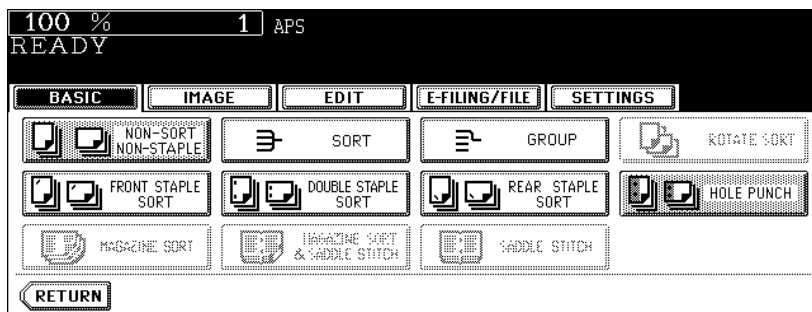 100 % 1 APS
READY
BASIC IMAGE EDIT E-FILING/FILE SETTINGS
NON-SORT
NON-STAPLE
SORT
GROUP
ROTATE SORT
FRONT STAPLE
SORT
DOUBLE STAPLE
SORT
REAR STAPLE
SORT
HOLE PUNCH
MAGAZINE SORT
MAGAZINE SORT
& SADDLE STITCH
SADDLE STITCH
RETURN